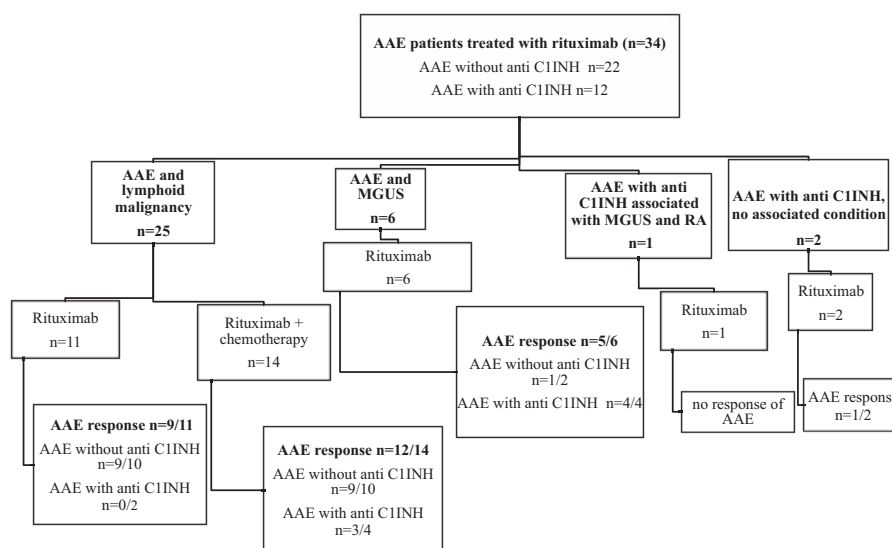 AAE patients treated with rituximab (n=34)
AAE without anti C1INH n=22
AAE with anti C1INH n=12
AAE and
lymphoid
malignancy
n=25
AAE and
MGUS
n=6
AAE with anti
C1INH associated
with MGUS and RA
n=1
AAE with anti C1INH,
no associated condition
n=2
Rituximab
n=11
Rituximab +
chemotherapy
n=14
Rituximab
n=6
Rituximab
n=1
Rituximab
n=2
AAE response n=9/11
AAE without anti C1INH
n=9/10
AAE with anti C1INH
n=0/2
AAE response n=12/14
AAE without anti C1INH
n=9/10
AAE with anti C1INH
n=3/4
AAE response n=5/6
AAE without anti C1INH
n=1/2
AAE with anti C1INH n=4/4
no response of
AAE
AAE respons
n=1/2